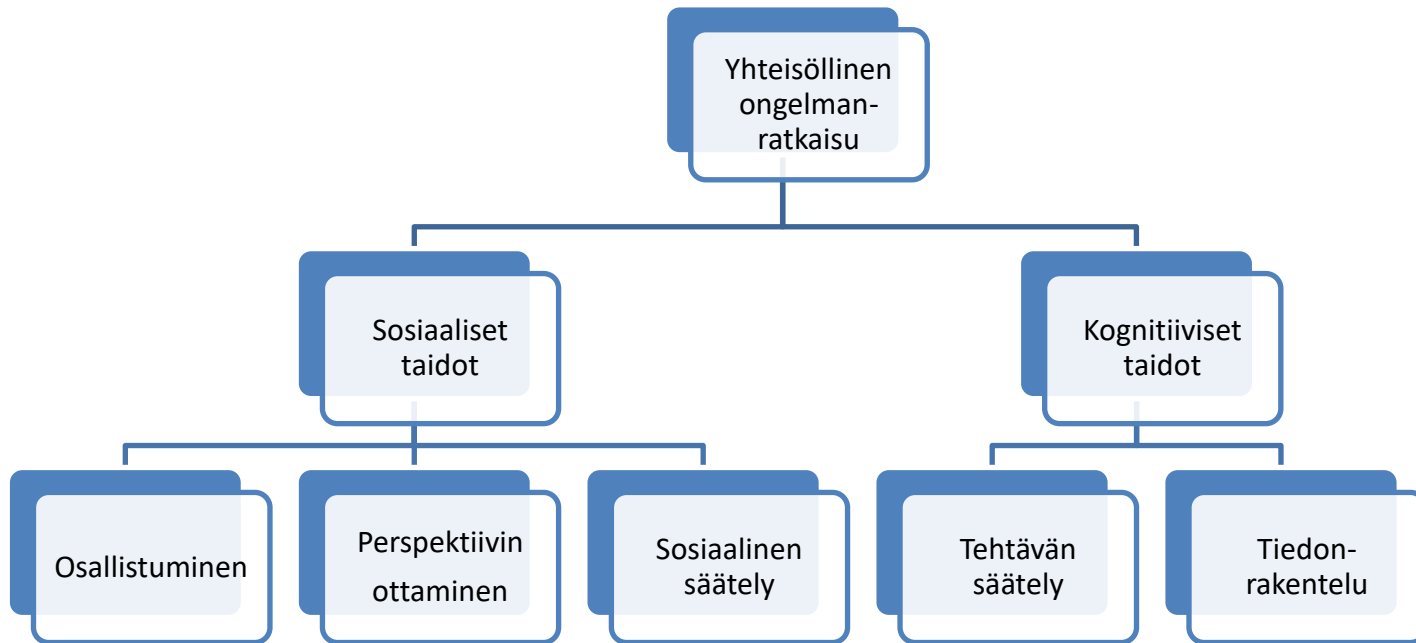 Yhteisöllinen
ongelman-
ratkaisu
Sosiaaliset
taidot
Kognitiiviset
taidot
Osallistuminen
Perspektiivin
ottaminen
Sosiaalinen
säätely
Tehtävän
säätely
Tiedon-
rakentelu